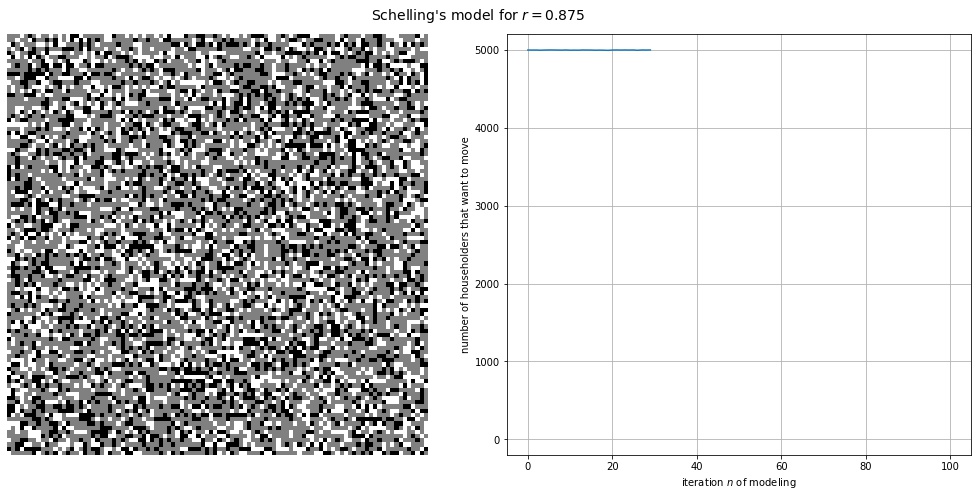 Schelling's model for r = 0.875
5000
4000
3000
2000
1000
0
number of householders that want to move
0 20 40 60 80 100
iteration n of modeling